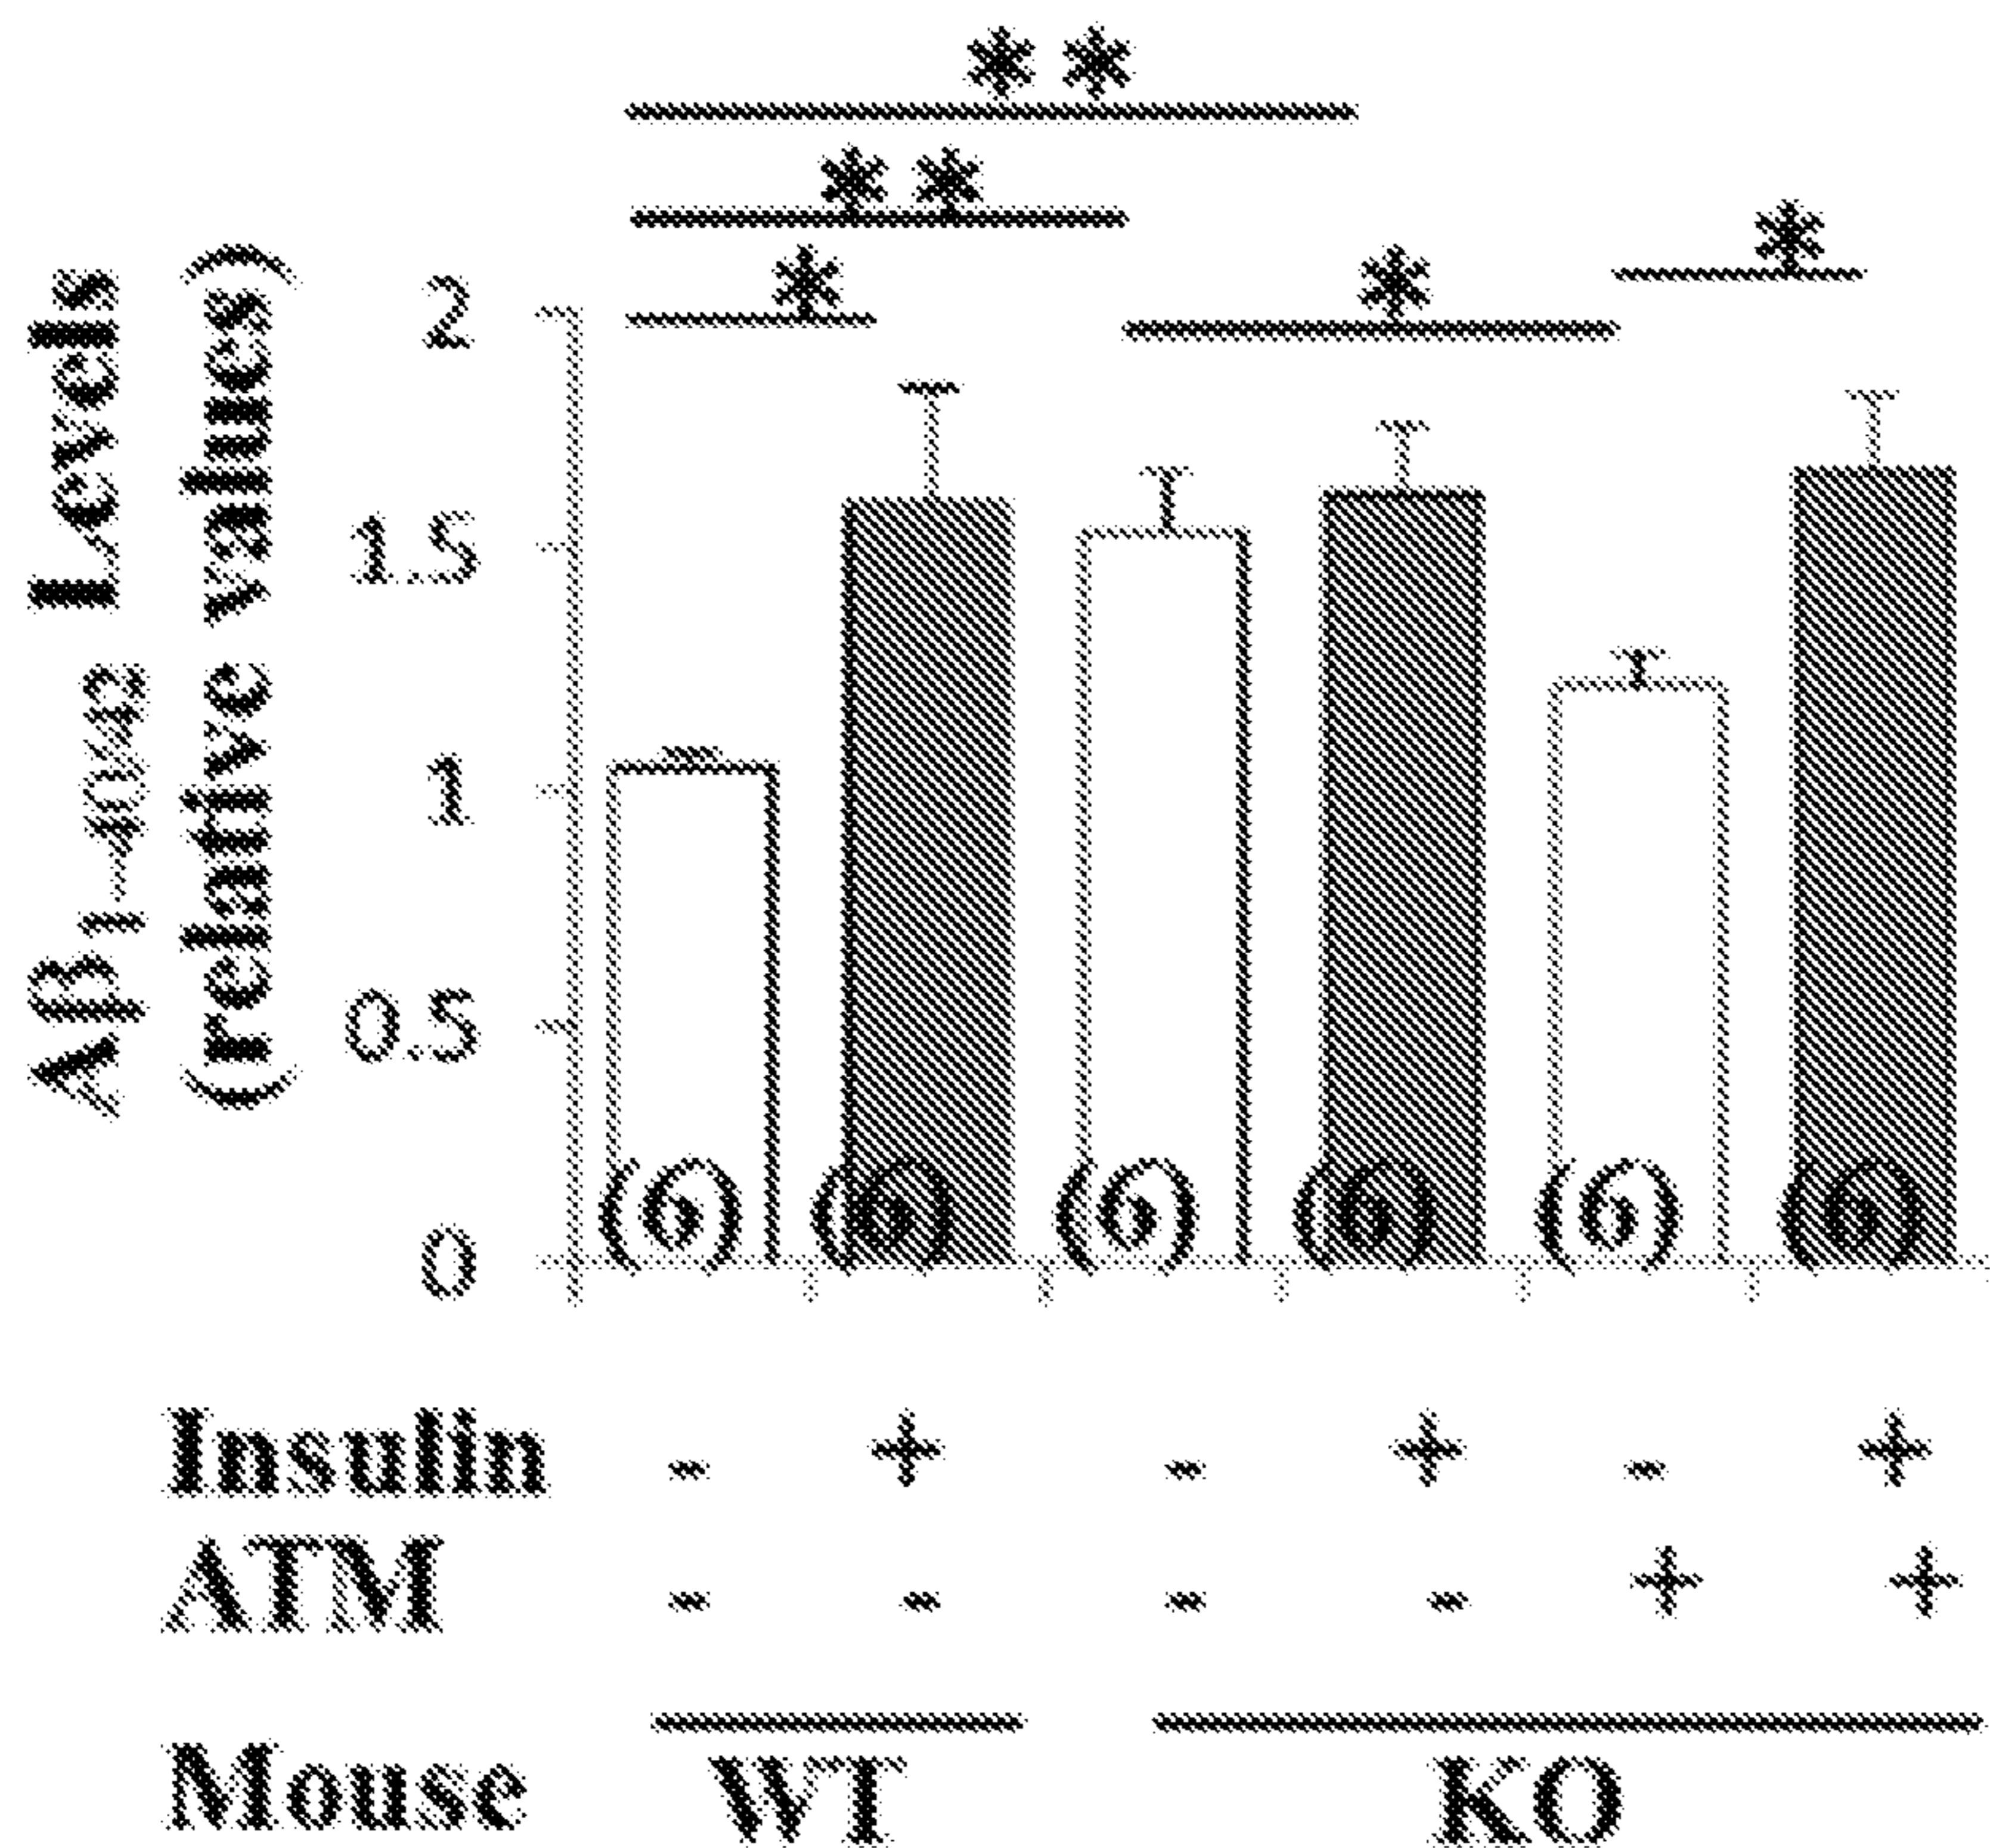 **
**
*
*
*
Aβ1–40/42 Levels
(relative values)
2
1.5
1
0.5
0
(6) (6) (6) (6) (6) (6)
Insulin - + - + - +
ATM - - - - + +
Mouse WT KO